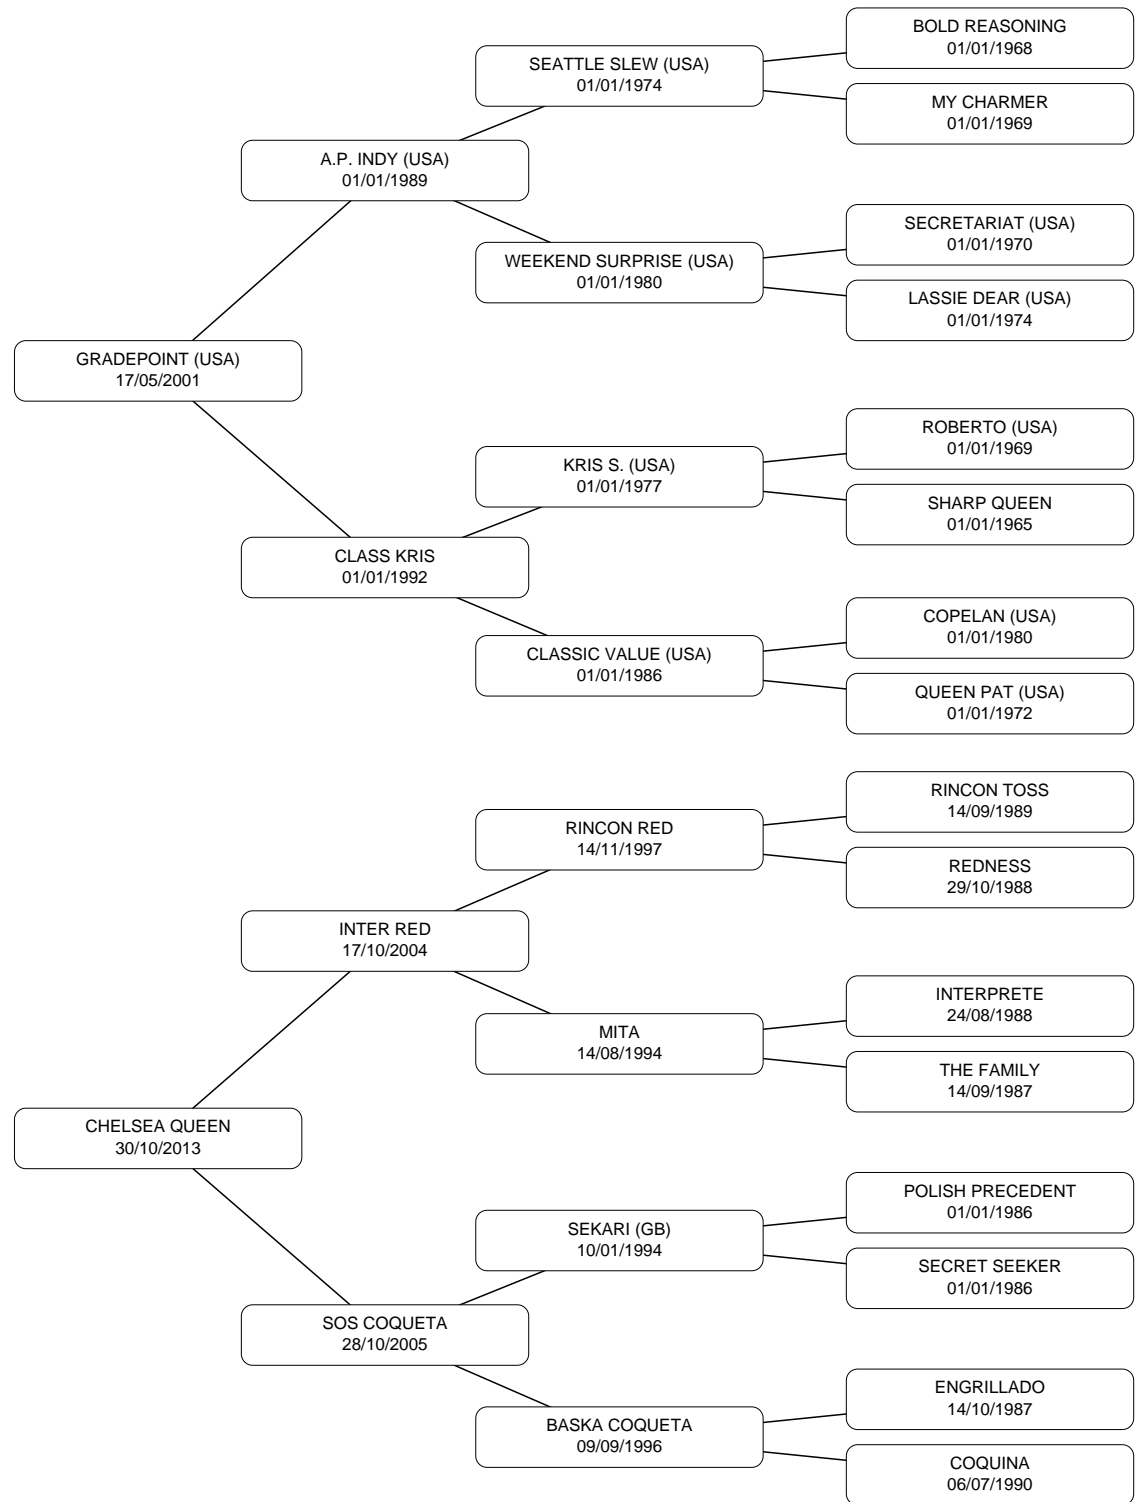 BOLD REASONING
01/01/1968
SEATTLE SLEW (USA)
01/01/1974
MY CHARMER
01/01/1969
A.P. INDY (USA)
01/01/1989
SECRETARIAT (USA)
01/01/1970
WEEKEND SURPRISE (USA)
01/01/1980
LASSIE DEAR (USA)
01/01/1974
GRADEPOINT (USA)
17/05/2001
ROBERTO (USA)
01/01/1969
KRIS S. (USA)
01/01/1977
SHARP QUEEN
01/01/1965
CLASS KRIS
01/01/1992
COPELAN (USA)
01/01/1980
CLASSIC VALUE (USA)
01/01/1986
QUEEN PAT (USA)
01/01/1972
RINCON TOSS
14/09/1989
RINCON RED
14/11/1997
REDNESS
29/10/1988
INTER RED
17/10/2004
INTERPRETE
24/08/1988
MITA
14/08/1994
THE FAMILY
14/09/1987
CHELSEA QUEEN
30/10/2013
POLISH PRECEDENT
01/01/1986
SEKARI (GB)
10/01/1994
SECRET SEEKER
01/01/1986
SOS COQUETA
28/10/2005
ENGRILLADO
14/10/1987
BASKA COQUETA
09/09/1996
COQUINA
06/07/1990